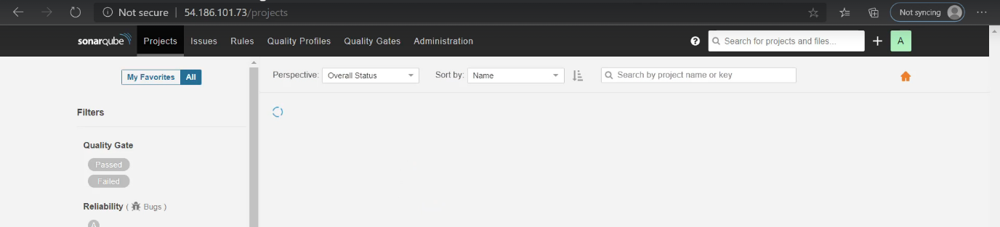 Not secure | 54.186.101.73/projects
Not syncing
sonarqube Projects Issues Rules Quality Profiles Quality Gates Administration
? Search for projects and files... + A
My Favorites All
Perspective: Overall Status Sort by: Name Search by project name or key
Filters
Quality Gate
Passed
Failed
Reliability ( Bugs )
A